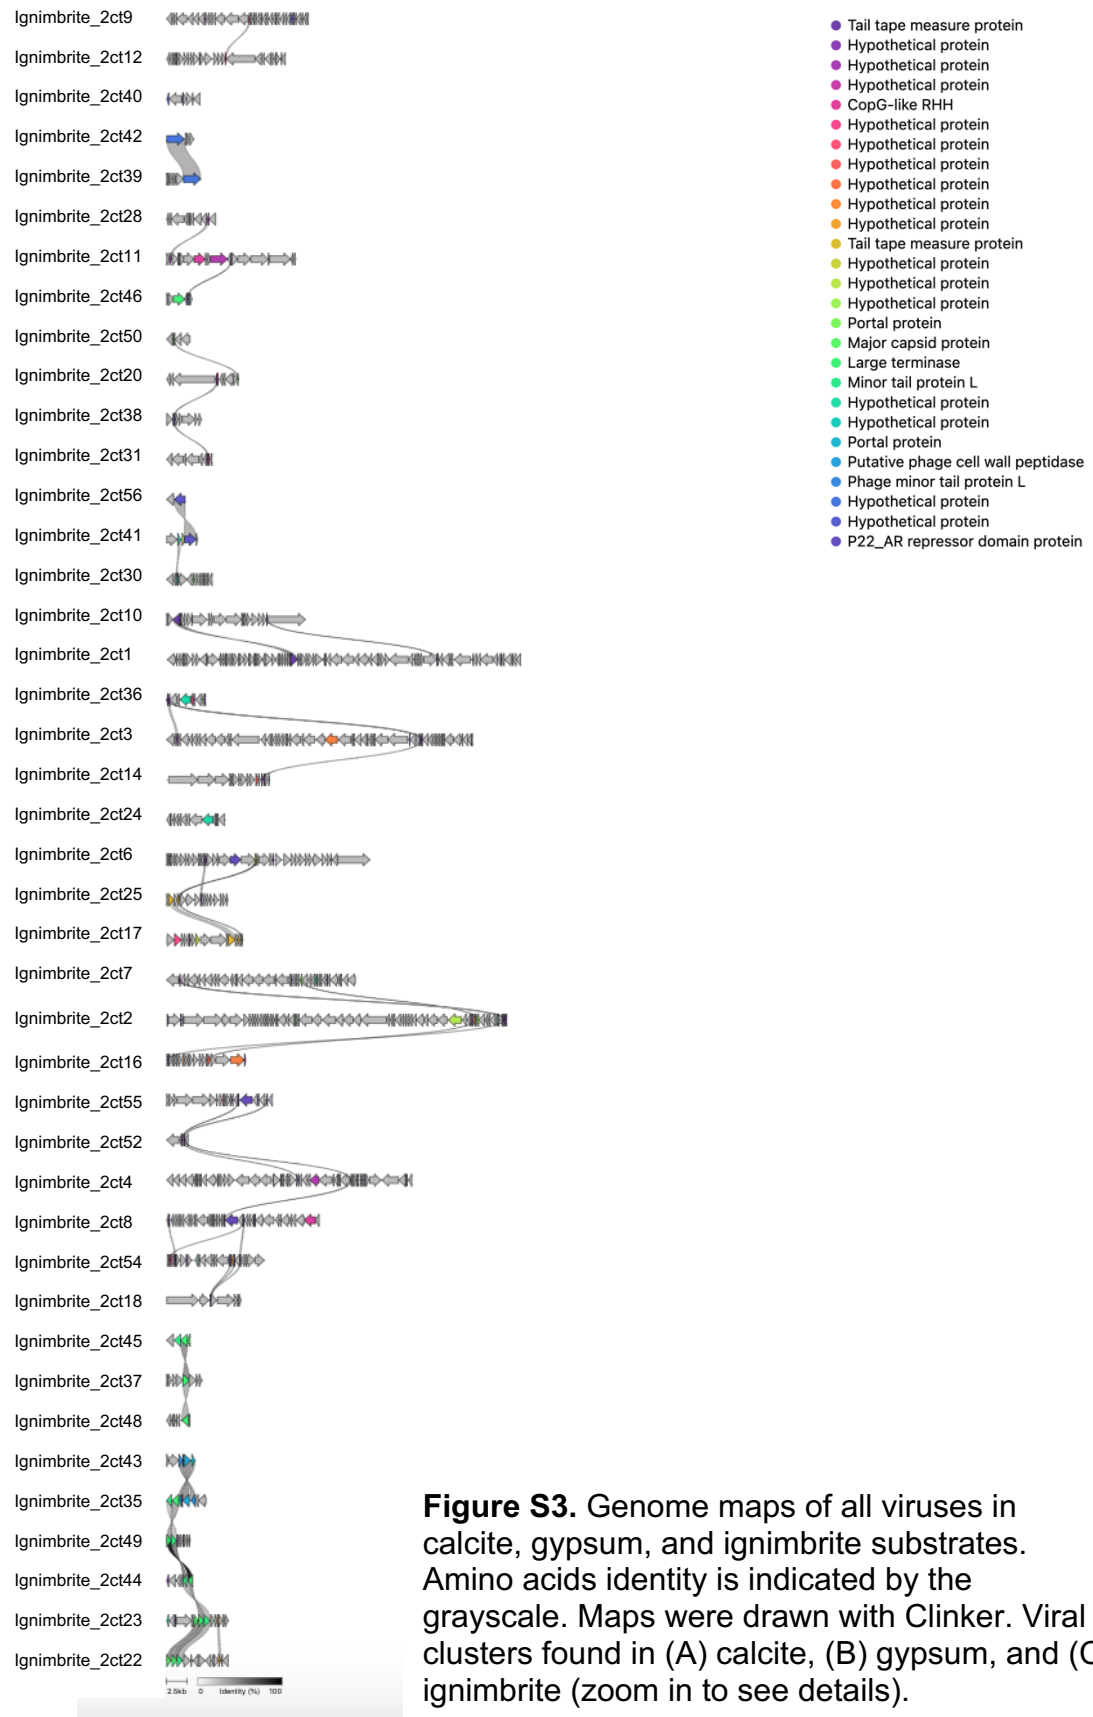 Ignimbrite_2ct9
Ignimbrite_2ct12
Ignimbrite_2ct40
Ignimbrite_2ct42
Ignimbrite_2ct39
Ignimbrite_2ct28
Ignimbrite_2ct11
Ignimbrite_2ct46
Ignimbrite_2ct50
Ignimbrite_2ct20
Ignimbrite_2ct38
Ignimbrite_2ct31
Ignimbrite_2ct56
Ignimbrite_2ct41
Ignimbrite_2ct30
Ignimbrite_2ct10
Ignimbrite_2ct1
Ignimbrite_2ct36
Ignimbrite_2ct3
Ignimbrite_2ct14
Ignimbrite_2ct24
Ignimbrite_2ct6
Ignimbrite_2ct25
Ignimbrite_2ct17
Ignimbrite_2ct7
Ignimbrite_2ct2
Ignimbrite_2ct16
Ignimbrite_2ct55
Ignimbrite_2ct52
Ignimbrite_2ct4
Ignimbrite_2ct8
Ignimbrite_2ct54
Ignimbrite_2ct18
Ignimbrite_2ct45
Ignimbrite_2ct37
Ignimbrite_2ct48
Ignimbrite_2ct43
Ignimbrite_2ct35
Ignimbrite_2ct49
Ignimbrite_2ct44
Ignimbrite_2ct23
Ignimbrite_2ct22
2.5kb 0 Identity (%) 100
Tail tape measure protein
Hypothetical protein
Hypothetical protein
Hypothetical protein
CopG-like RHH
Hypothetical protein
Hypothetical protein
Hypothetical protein
Hypothetical protein
Hypothetical protein
Hypothetical protein
Tail tape measure protein
Hypothetical protein
Hypothetical protein
Hypothetical protein
Portal protein
Major capsid protein
Large terminase
Minor tail protein L
Hypothetical protein
Hypothetical protein
Portal protein
Putative phage cell wall peptidase
Phage minor tail protein L
Hypothetical protein
Hypothetical protein
P22_AR repressor domain protein
Figure S3. Genome maps of all viruses in
calcite, gypsum, and ignimbrite substrates.
Amino acids identity is indicated by the
grayscale. Maps were drawn with Clinker. Viral
clusters found in (A) calcite, (B) gypsum, and (C
ignimbrite (zoom in to see details).